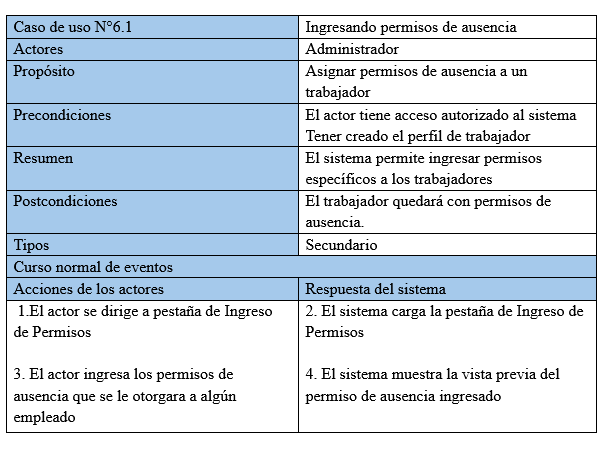 Caso de uso N°6.1
Ingresando permisos de ausencia
Actores
Administrador
Propósito
Asignar permisos de ausencia a un
trabajador
Precondiciones
El actor tiene acceso autorizado al sistema
Tener creado el perfil de trabajador
Resumen
El sistema permite ingresar permisos
específicos a los trabajadores
Postcondiciones
El trabajador quedará con permisos de
ausencia.
Tipos
Secundario
Curso normal de eventos
Acciones de los actores
Respuesta del sistema
1.El actor se dirige a pestaña de Ingreso
de Permisos
2. El sistema carga la pestaña de Ingreso de
Permisos
3. El actor ingresa los permisos de
ausencia que se le otorgara a algún
empleado
4. El sistema muestra la vista previa del
permiso de ausencia ingresado